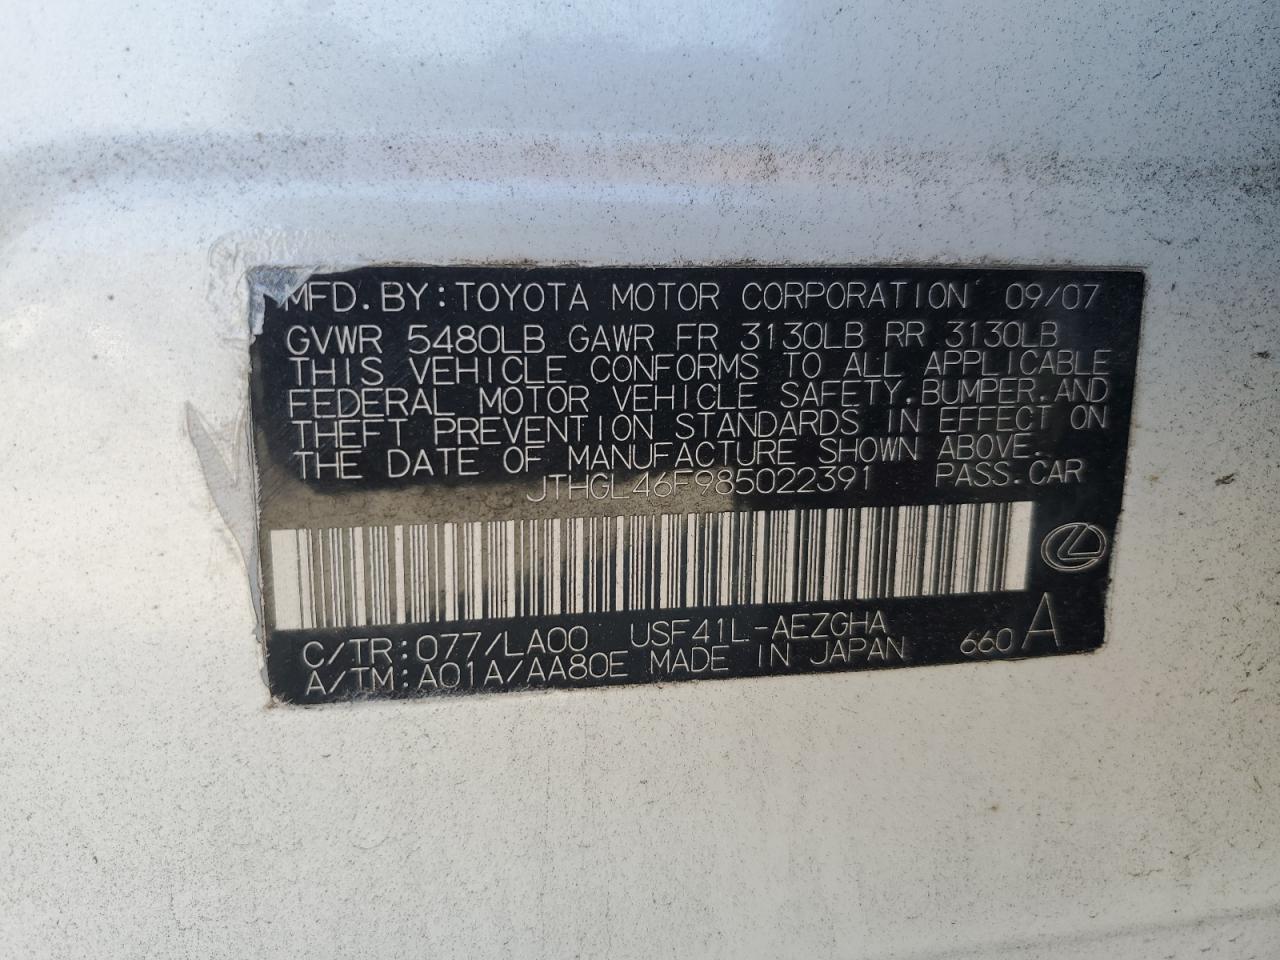 MFD. BY: TOYOTA MOTOR CORPORATION 09/07
GVWR 5480LB GAWR FR 3130LB RR 3130LB
THIS VEHICLE CONFORMS TO ALL APPLICABLE
FEDERAL MOTOR VEHICLE SAFETY, BUMPER, AND
THEFT PREVENTION STANDARDS IN EFFECT ON
THE DATE OF MANUFACTURE SHOWN ABOVE.
JTHGL46F985022391 PASS. CAR
C/TR: 077/LA00 USF41L-AEZGHA 660 A
A/TM: A01A/AA80E MADE IN JAPAN